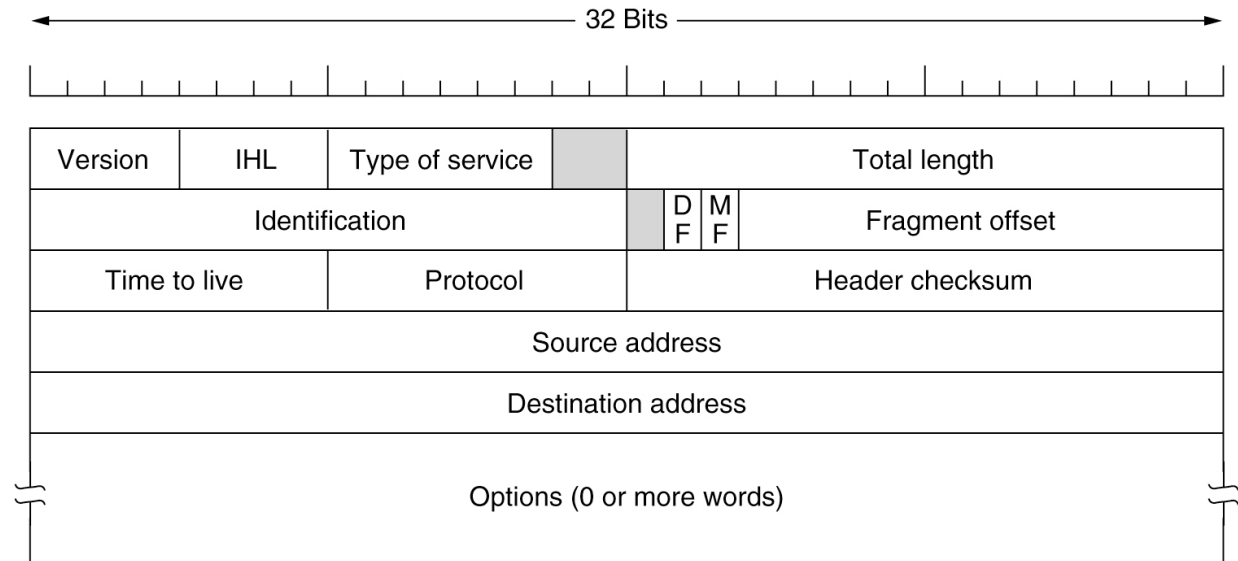 32 Bits
Version IHL Type of service Total length
Identification D F M F Fragment offset
Time to live Protocol Header checksum
Source address
Destination address
Options (0 or more words)